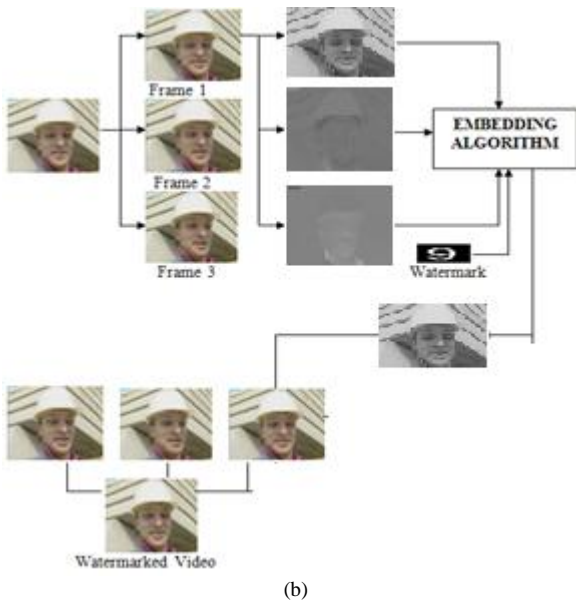 Frame 1
EMBEDDING
ALGORITHM
Frame 2
Frame 3
Watermark
Watermarked Video
(b)